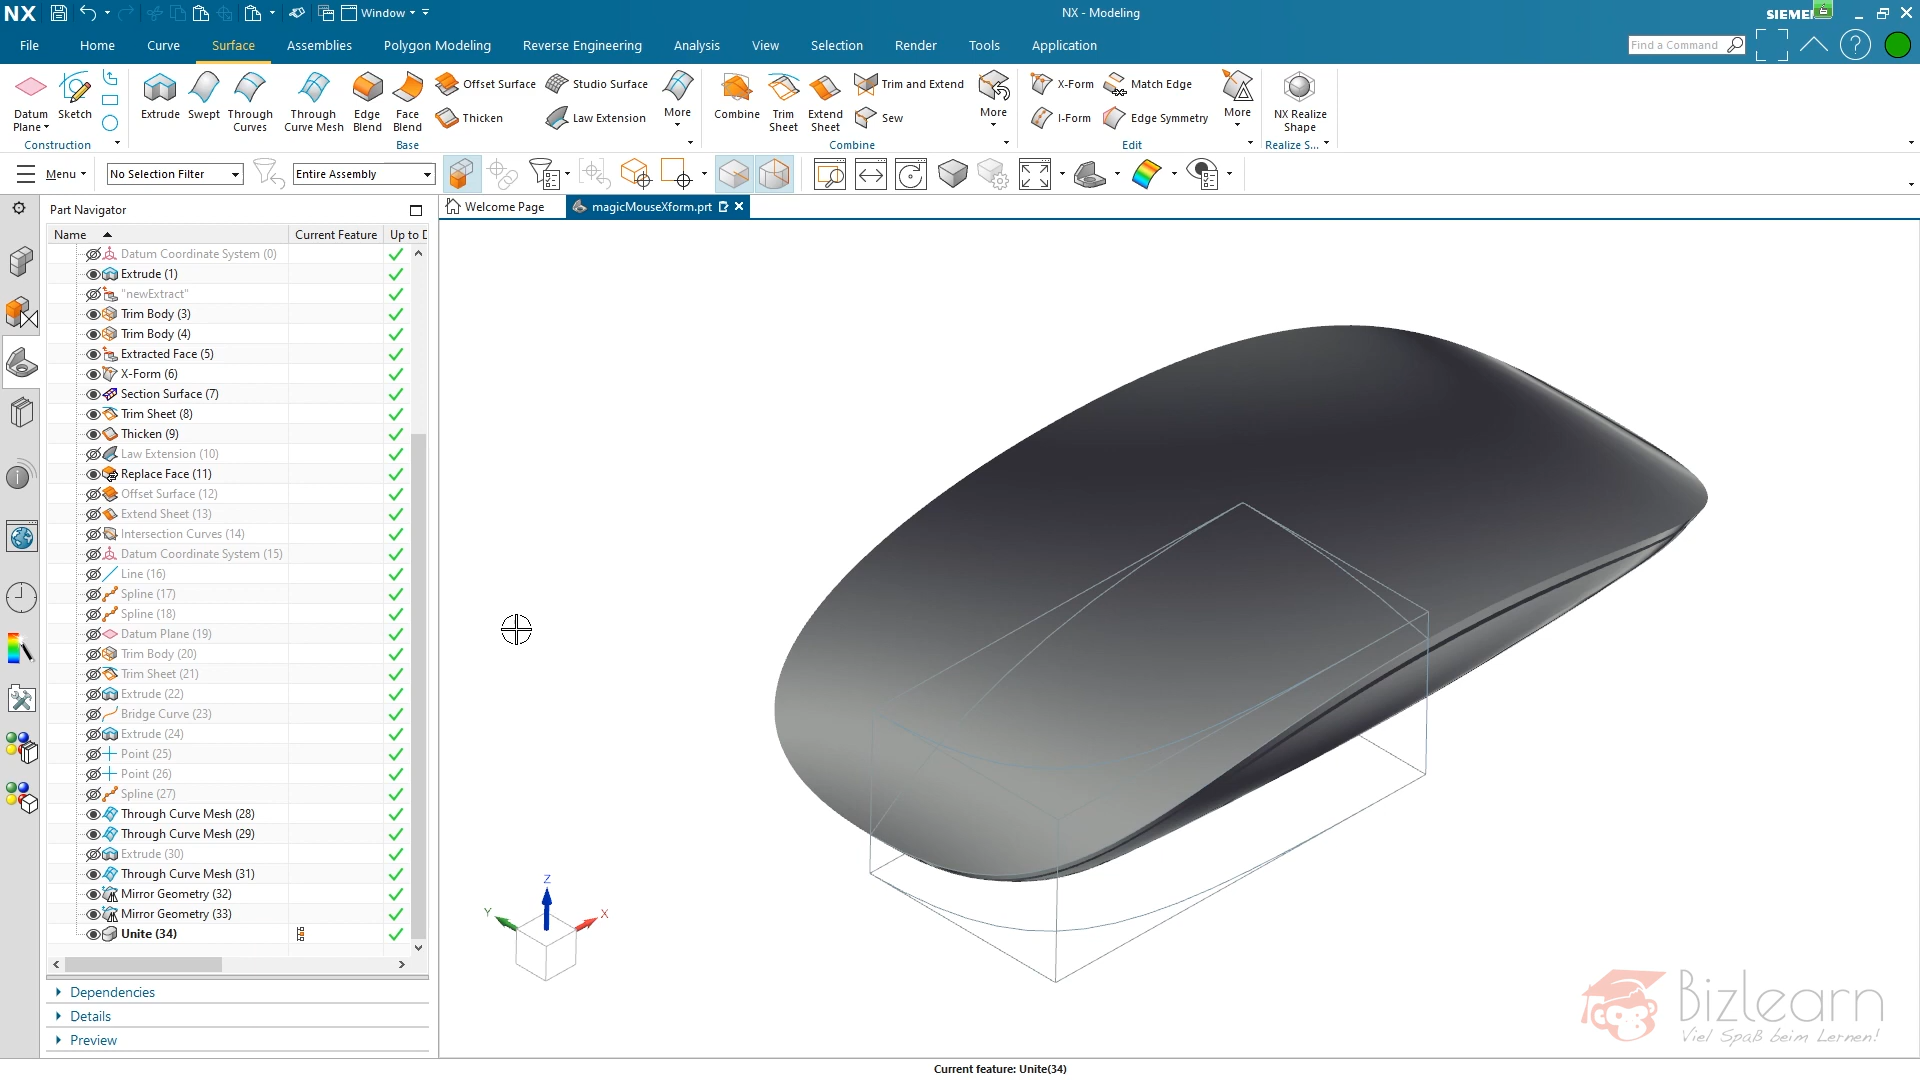 NX
Window
NX - Modeling
File
Home
Curve
Surface
Assemblies
Polygon Modeling
Reverse Engineering
Analysis
View
Selection
Render
Tools
Application
Find a Command
Datum Plane
Sketch
Extrude
Swept
Through Curves
Through Curve Mesh
Edge Blend
Face Blend
Offset Surface
Thicken
Studio Surface
Law Extension
More
Combine
Trim Sheet
Extend Sheet
Trim and Extend
Sew
More
X-Form
I-Form
Match Edge
Edge Symmetry
More
NX Realize Shape
Construction
Base
Combine
Edit
Realize S...
Menu
No Selection Filter
Entire Assembly
Part Navigator
Welcome Page
magicMouseXform.prt
Name
Current Feature
Up to D
Datum Coordinate System (0)
Extrude (1)
"newExtract"
Trim Body (3)
Trim Body (4)
Extracted Face (5)
X-Form (6)
Section Surface (7)
Trim Sheet (8)
Thicken (9)
Law Extension (10)
Replace Face (11)
Offset Surface (12)
Extend Sheet (13)
Intersection Curves (14)
Datum Coordinate System (15)
Line (16)
Spline (17)
Spline (18)
Datum Plane (19)
Trim Body (20)
Trim Sheet (21)
Extrude (22)
Bridge Curve (23)
Extrude (24)
Point (25)
Point (26)
Spline (27)
Through Curve Mesh (28)
Through Curve Mesh (29)
Extrude (30)
Through Curve Mesh (31)
Mirror Geometry (32)
Mirror Geometry (33)
Unite (34)
Dependencies
Details
Preview
Z
Y
X
Bizlearn
Viel Spaß beim Lernen!
Current feature: Unite(34)